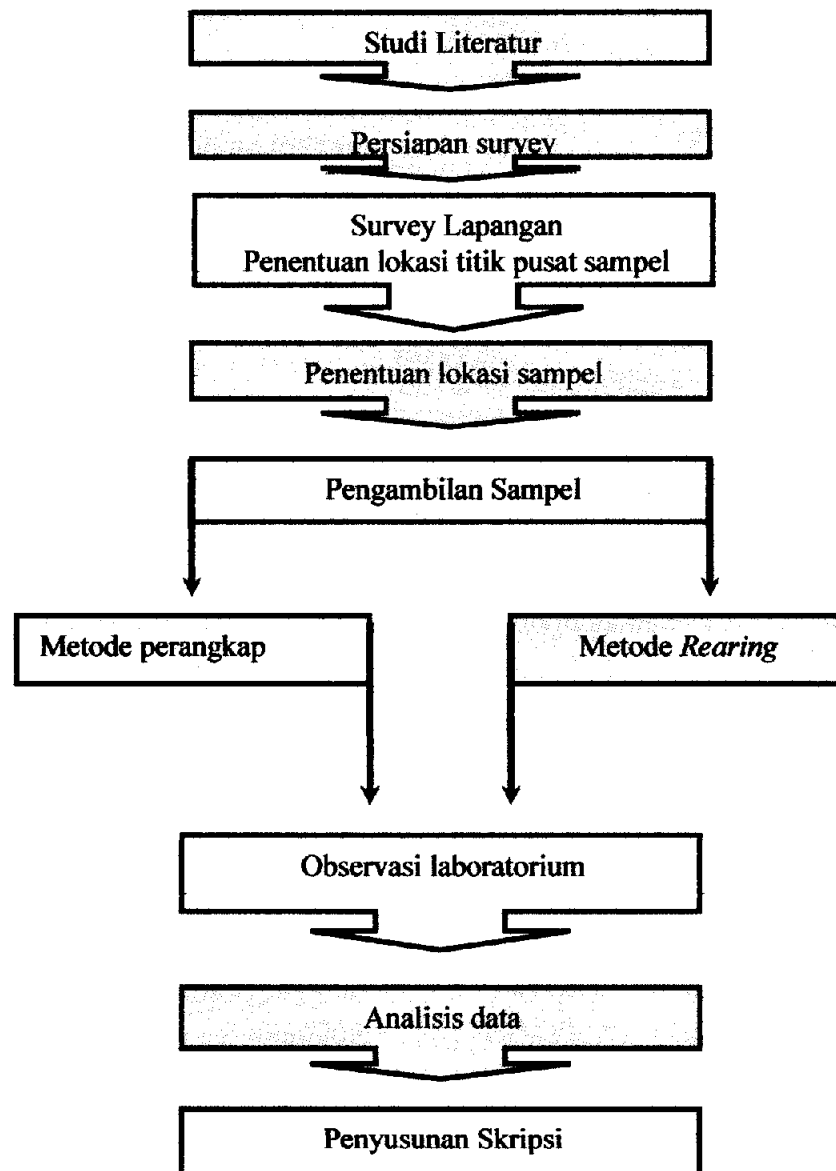 Studi Literatur
Persiapan survey
Survey Lapangan
Penentuan lokasi titik pusat sampel
Penentuan lokasi sampel
Pengambilan Sampel
Metode perangkap
Metode Rearing
Observasi laboratorium
Analisis data
Penyusunan Skripsi